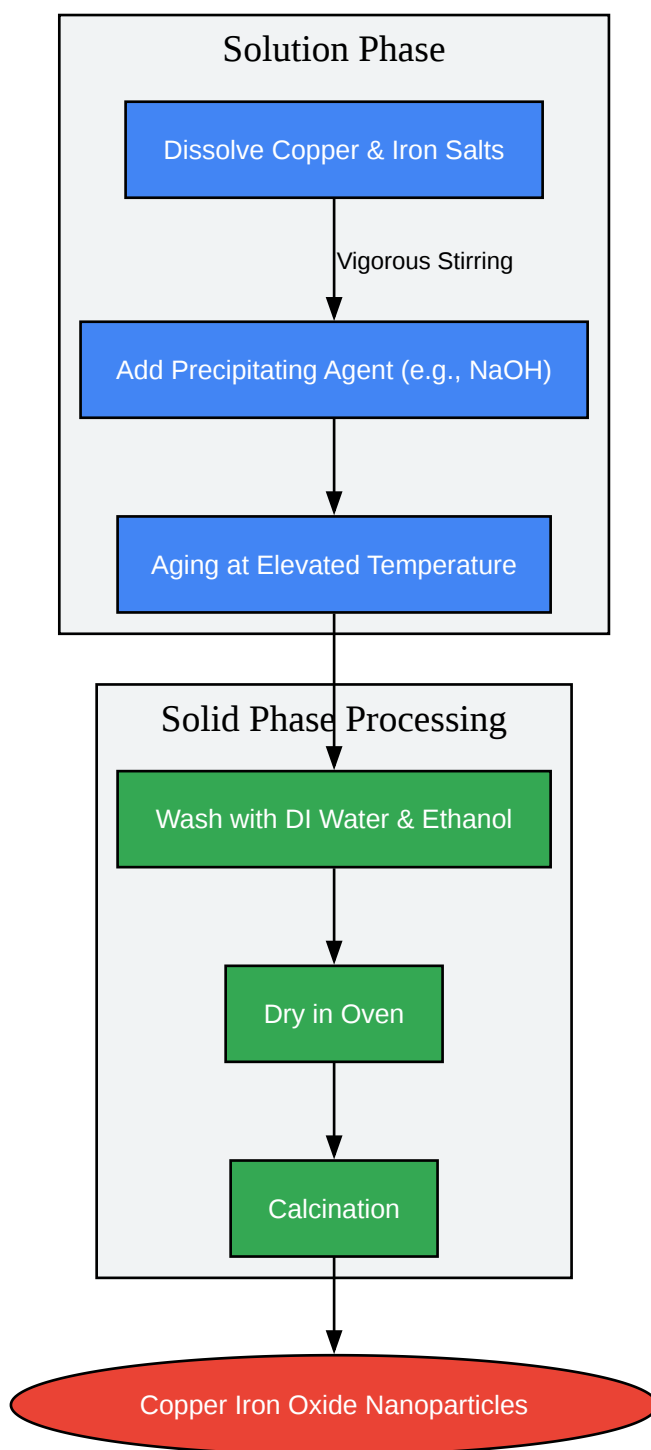 Solution Phase
Dissolve Copper & Iron Salts
Vigorous Stirring
Add Precipitating Agent (e.g., NaOH)
Aging at Elevated Temperature
Solid Phase Processing
Wash with DI Water & Ethanol
Dry in Oven
Calcination
Copper Iron Oxide Nanoparticles